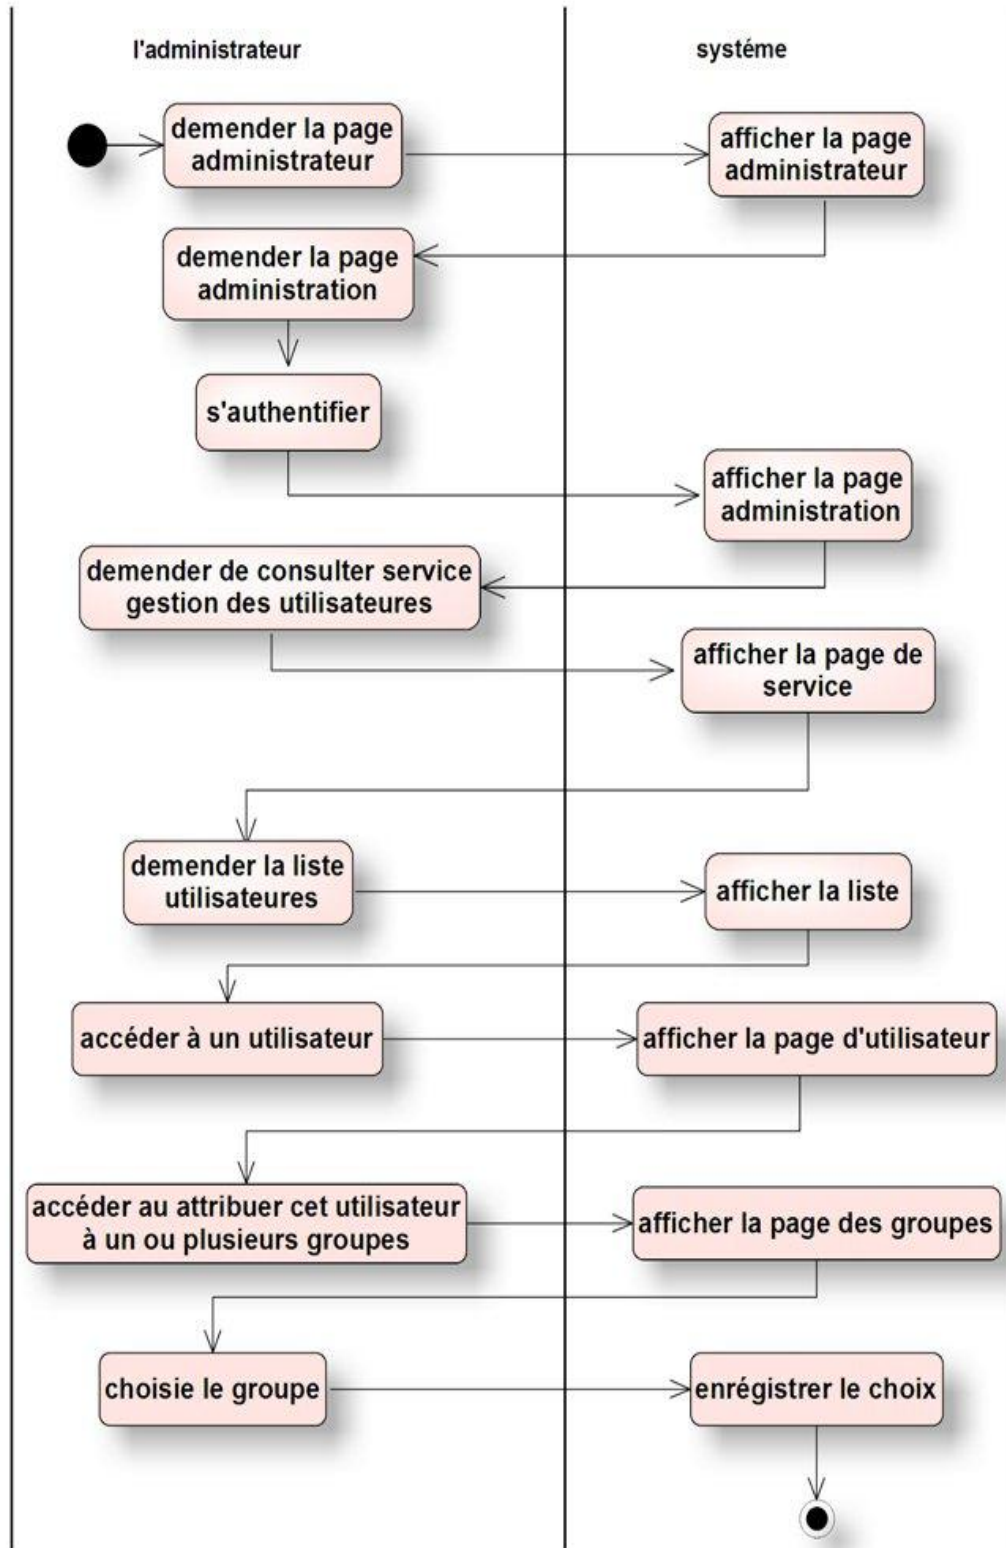 l'administrateur
systéme
demender la page
administrateur
afficher la page
administrateur
demender la page
administration
s'authentifier
afficher la page
administration
demender de consulter service
gestion des utilisateures
afficher la page de
service
demender la liste
utilisateures
afficher la liste
accéder à un utilisateur
afficher la page d'utilisateur
accéder au attribuer cet utilisateur
à un ou plusieurs groupes
afficher la page des groupes
choisie le groupe
enrégistrer le choix